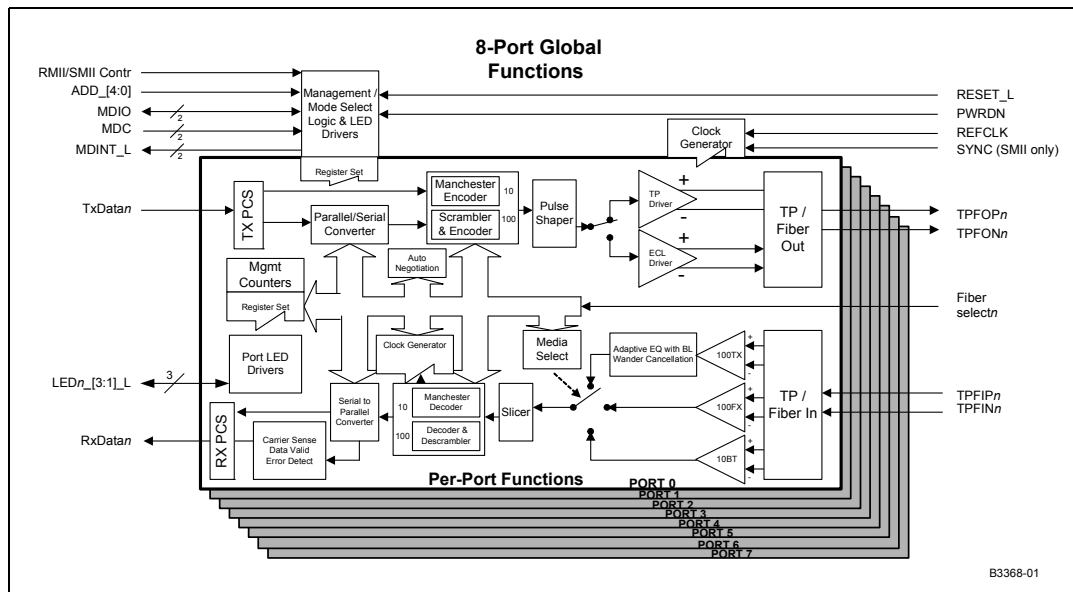 8-Port Global
Functions
RMII/SMII Contr
ADD_[4:0]
MDIO
2
MDC
2
MDINT_L
2
Management /
Mode Select
Logic & LED
Drivers
Register Set
RESET_L
PWRDN
REFCLK
SYNC (SMII only)
Clock
Generator
TxDatan
TX PCS
Parallel/Serial
Converter
Manchester
Encoder
10
Scrambler
& Encoder
100
Pulse
Shaper
TP
Driver
+
-
ECL
Driver
+
-
TP /
Fiber
Out
TPFOPn
TPFONn
Auto
Negotiation
Mgmt
Counters
Register Set
Fiber
selectn
Clock Generator
Media
Select
Port LED
Drivers
LEDn_[3:1]_L
3
Adaptive EQ with BL
Wander Cancellation
100TX
+
-
100FX
+
-
10BT
+
-
TP /
Fiber In
TPFIPn
TPFINn
Serial to
Parallel
Converter
10
Manchester
Decoder
100
Decoder &
Descrambler
Slicer
RxDatan
RX PCS
Carrier Sense
Data Valid
Error Detect
Per-Port Functions
PORT 0
PORT 1
PORT 2
PORT 3
PORT 4
PORT 5
PORT 6
PORT 7
B3368-01